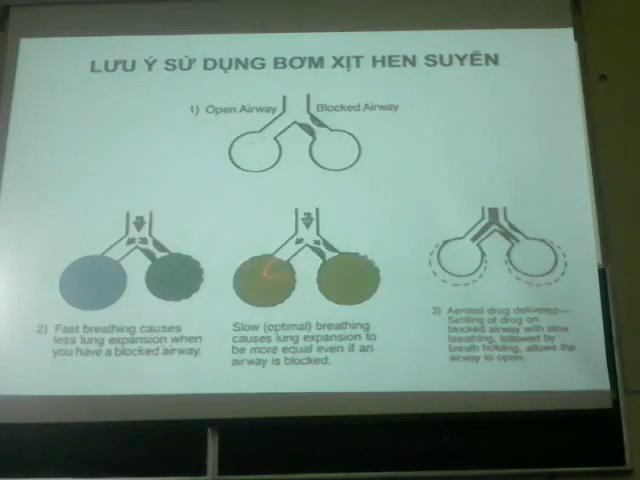 LƯU Ý SỬ DỤNG BƠM XỊT HEN SUYỄN
1) Open Airway
Blocked Airway
2) Fast breathing causes
less lung expansion when
you have a blocked airway.
Slow (optimal) breathing
causes lung expansion to
be more equal even if an
airway is blocked.
3) Aerosol drug delivered—
Settling of drug on
blocked airway with slow
breathing, followed by
breath holding, allows the
airway to open.